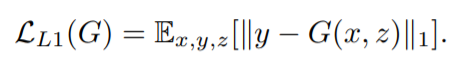 ℒ_{L1}(G) = 𝔼_{x,y,z}[‖y − G(x, z)‖₁].